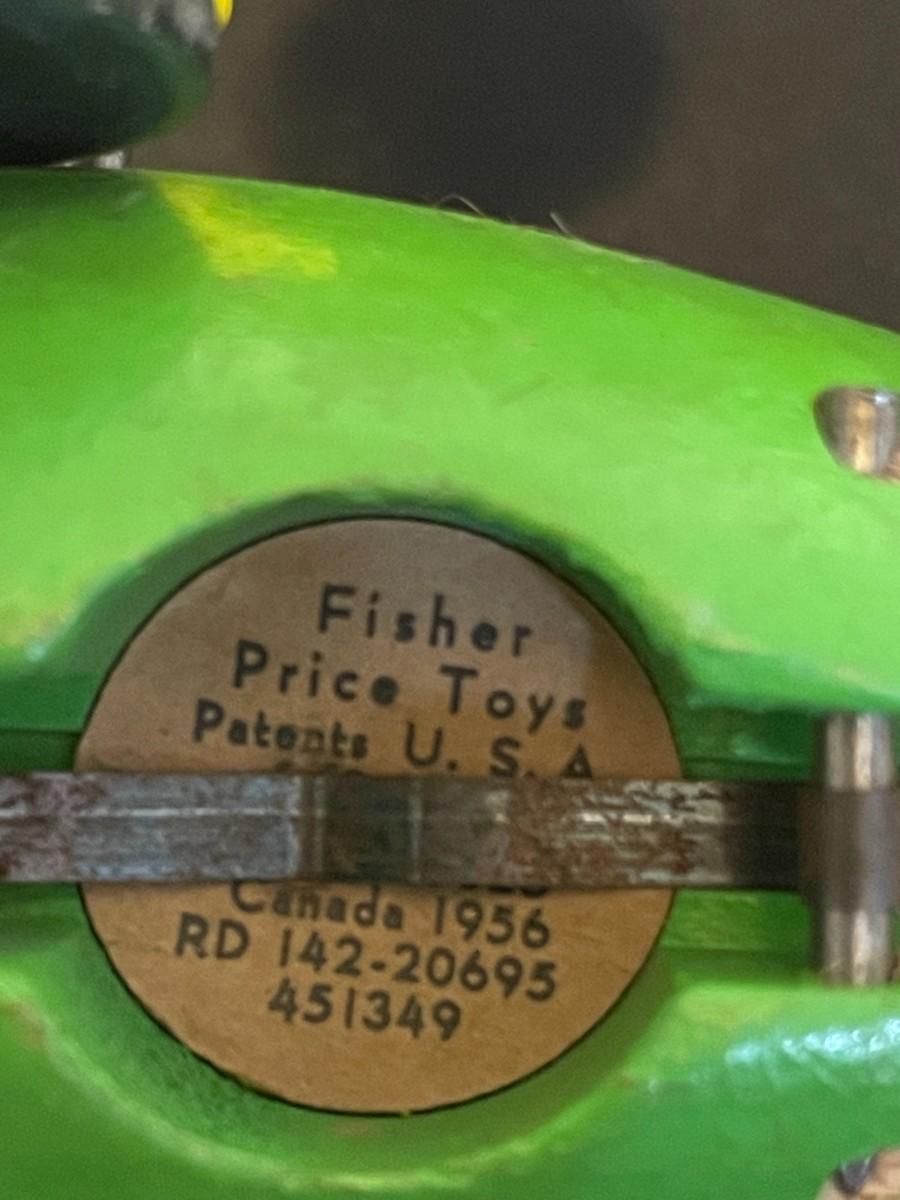 Fisher
Price Toys
Patents U. S. A
Canada 1956
RD 142-20695
451349